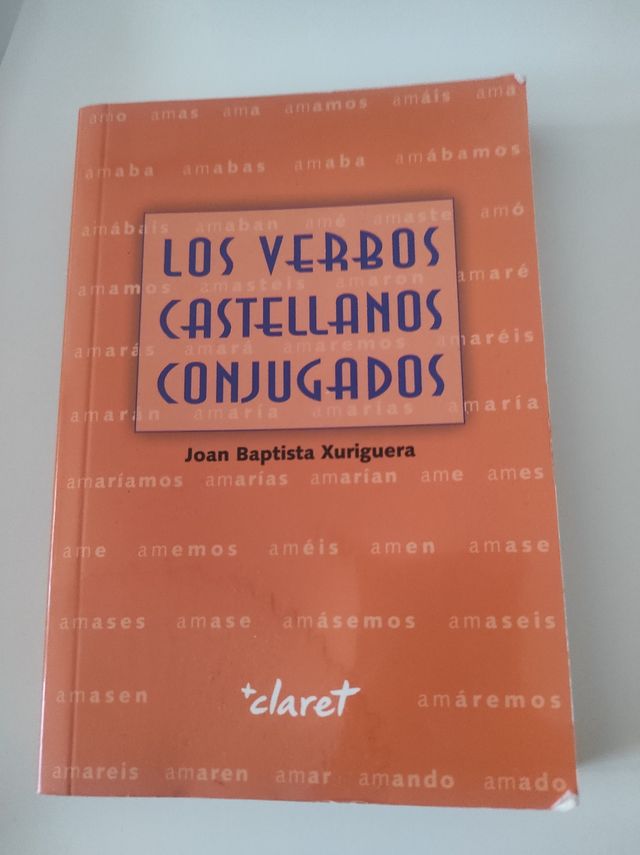 amo amas ama amamos amáis ama
amaba amabas amaba amábamos
amábais amaban amé amaste amó
LOS VERBOS
amamos amasteis amaron amaré
CASTELLANOS
amarás amará amaremos amaréis
CONJUGADOS
amarán amaría amarías amaría
Joan Baptista Xuriguera
amaríamos amarías amarían ame ames
ame amemos améis amen amase
amases amase amásemos amaseis
+claret
amasen amáremos
amareis amaren amar amando amado